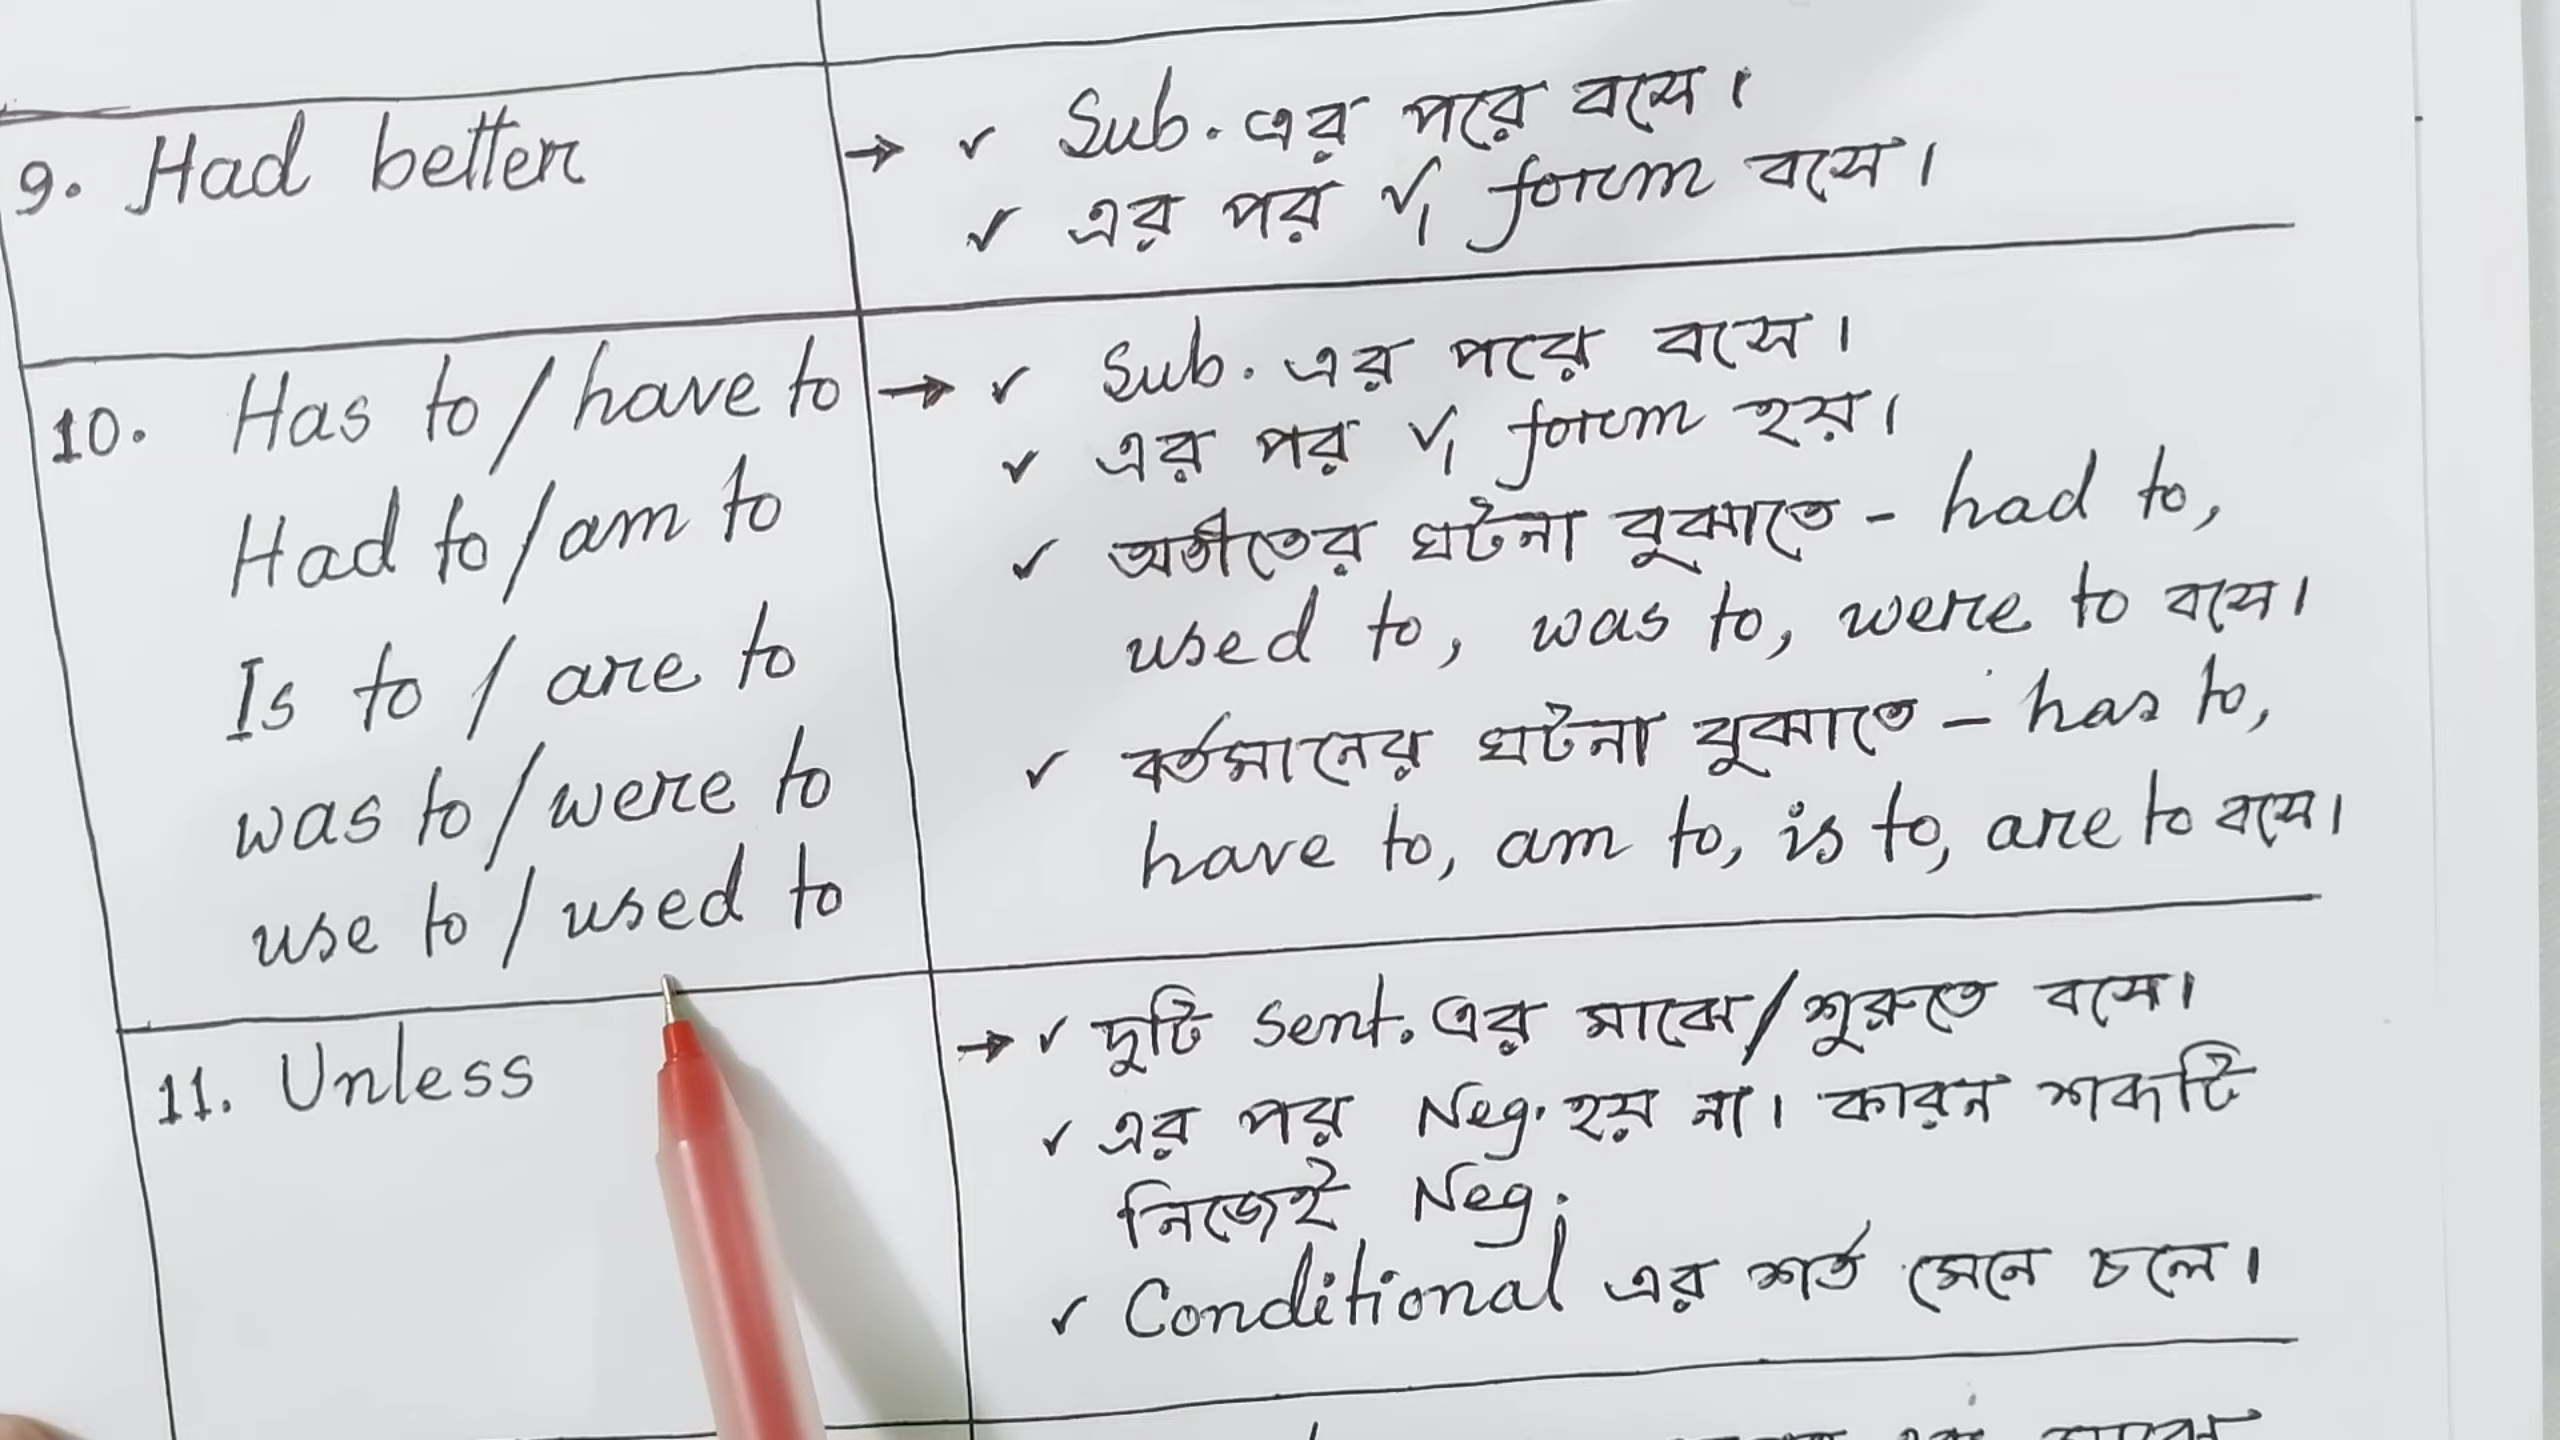 9. Had better → ✓ Sub. এর পরে বসে।
✓ এর পর V₁ form বসে।
10. Has to / have to → ✓ Sub. এর পরে বসে।
✓ এর পর V₁ form হয়।
Had to / am to
✓ অতীতের ঘটনা বুঝাতে - had to,
Is to / are to
used to, was to, were to বসে।
was to / were to
✓ বর্তমানের ঘটনা বুঝাতে - has to,
use to / used to
have to, am to, is to, are to বসে।
11. Unless → ✓ দুটি Sent. এর মাঝে/শুরুতে বসে।
✓ এর পর Neg. হয় না। কারন শব্দটি
নিজেই Neg.
✓ Conditional এর শর্ত মেনে চলে।